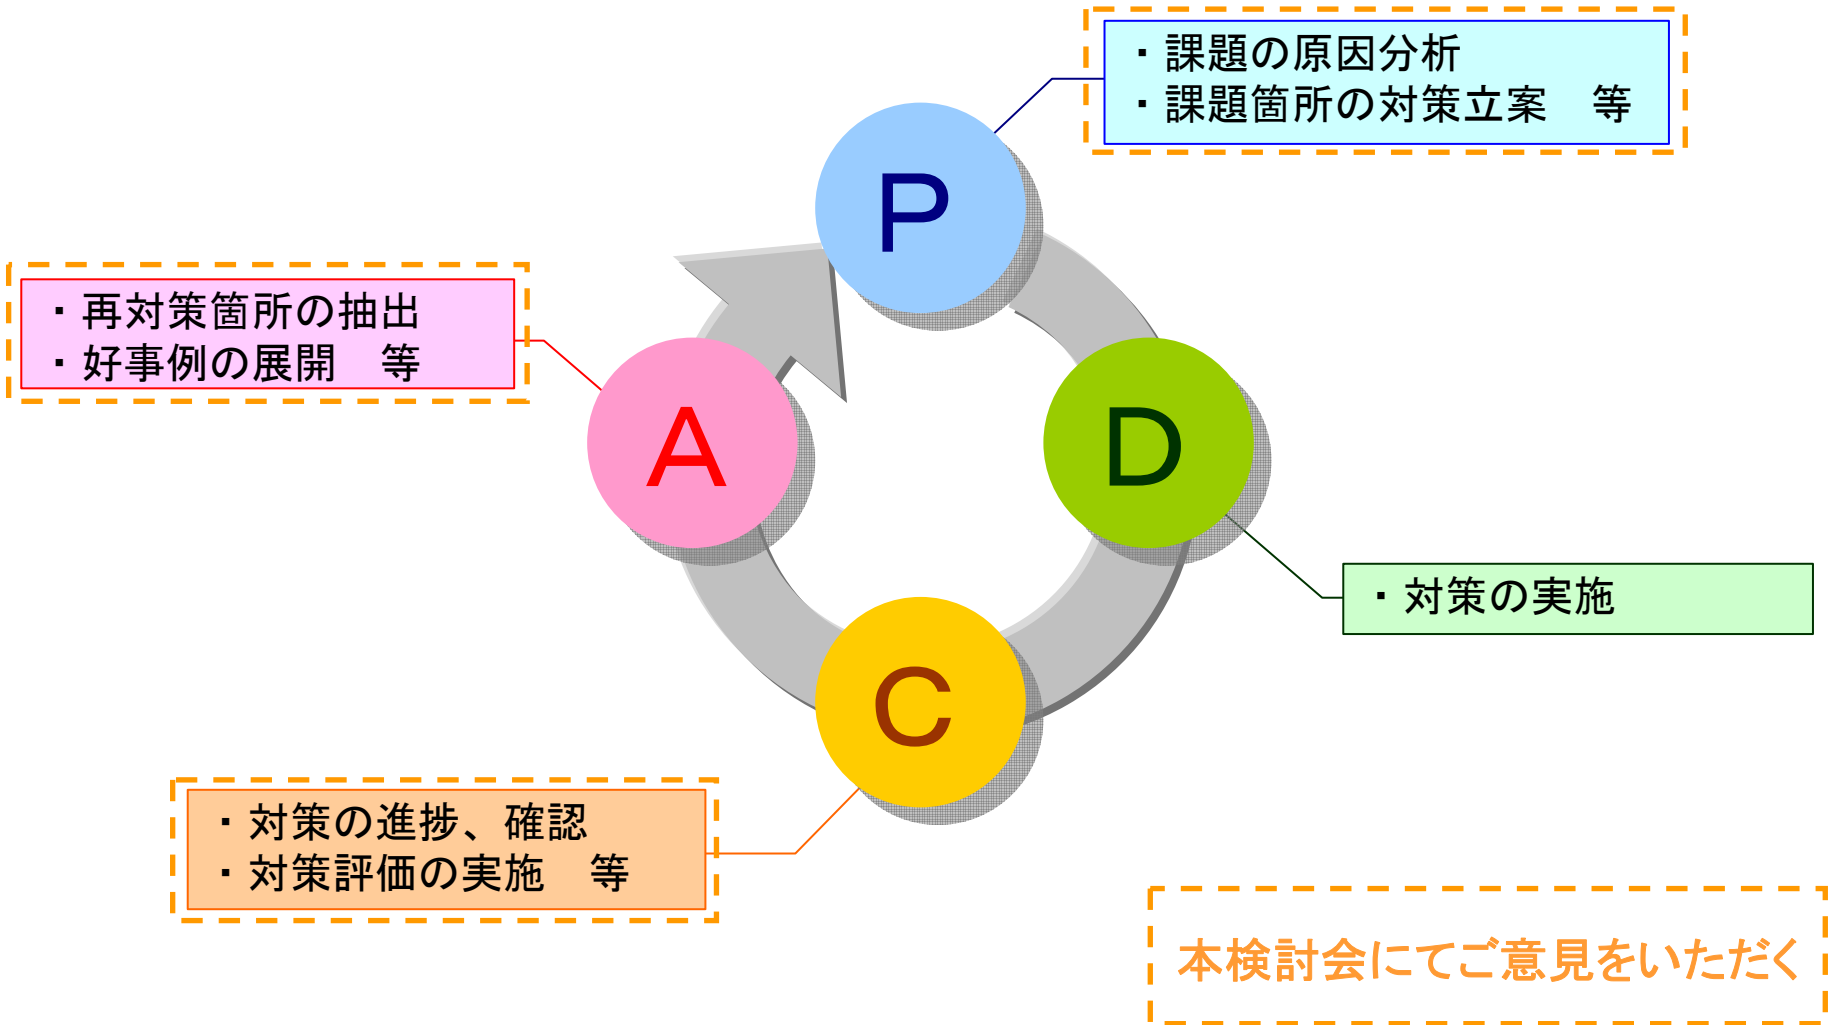 ・課題の原因分析
・課題箇所の対策立案　等
P
・再対策箇所の抽出
・好事例の展開　等
A
D
・対策の実施
C
・対策の進捗、確認
・対策評価の実施　等
本検討会にてご意見をいただく